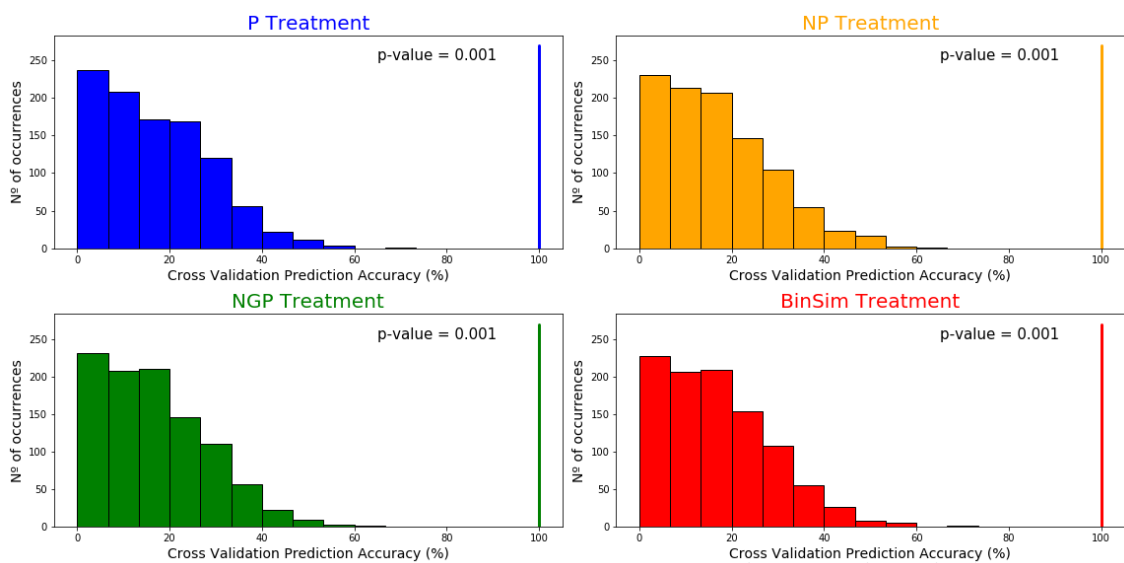 P Treatment
p-value = 0.001
250
200
150
100
50
0
Nº of occurrences
0 20 40 60 80 100
Cross Validation Prediction Accuracy (%)
NP Treatment
p-value = 0.001
250
200
150
100
50
0
Nº of occurrences
0 20 40 60 80 100
Cross Validation Prediction Accuracy (%)
NGP Treatment
p-value = 0.001
250
200
150
100
50
0
Nº of occurrences
0 20 40 60 80 100
Cross Validation Prediction Accuracy (%)
BinSim Treatment
p-value = 0.001
250
200
150
100
50
0
Nº of occurrences
0 20 40 60 80 100
Cross Validation Prediction Accuracy (%)